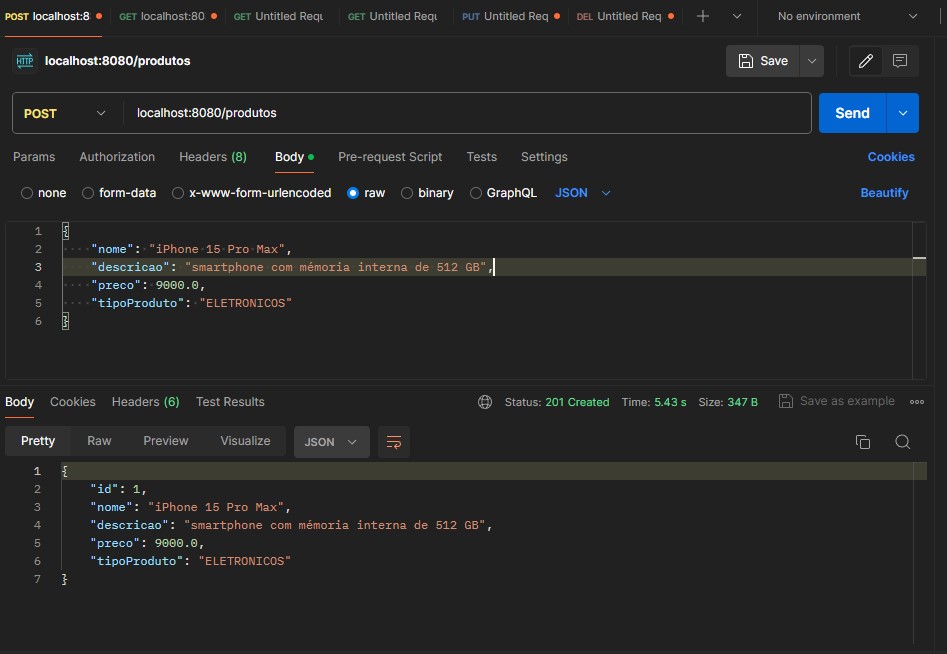 POST localhost:8 GET localhost:80 GET Untitled Requ GET Untitled Requ PUT Untitled Req DEL Untitled Req No environment
HTTP localhost:8080/produtos Save
POST localhost:8080/produtos Send
Params Authorization Headers (8) Body Pre-request Script Tests Settings Cookies
none form-data x-www-form-urlencoded raw binary GraphQL JSON Beautify
1 {
2 "nome": "iPhone 15 Pro Max",
3 "descricao": "smartphone com mémoria interna de 512 GB",
4 "preco": 9000.0,
5 "tipoProduto": "ELETRONICOS"
6 }
Body Cookies Headers (6) Test Results Status: 201 Created Time: 5.43 s Size: 347 B Save as example
Pretty Raw Preview Visualize JSON
1 {
2 "id": 1,
3 "nome": "iPhone 15 Pro Max",
4 "descricao": "smartphone com mémoria interna de 512 GB",
5 "preco": 9000.0,
6 "tipoProduto": "ELETRONICOS"
7 }